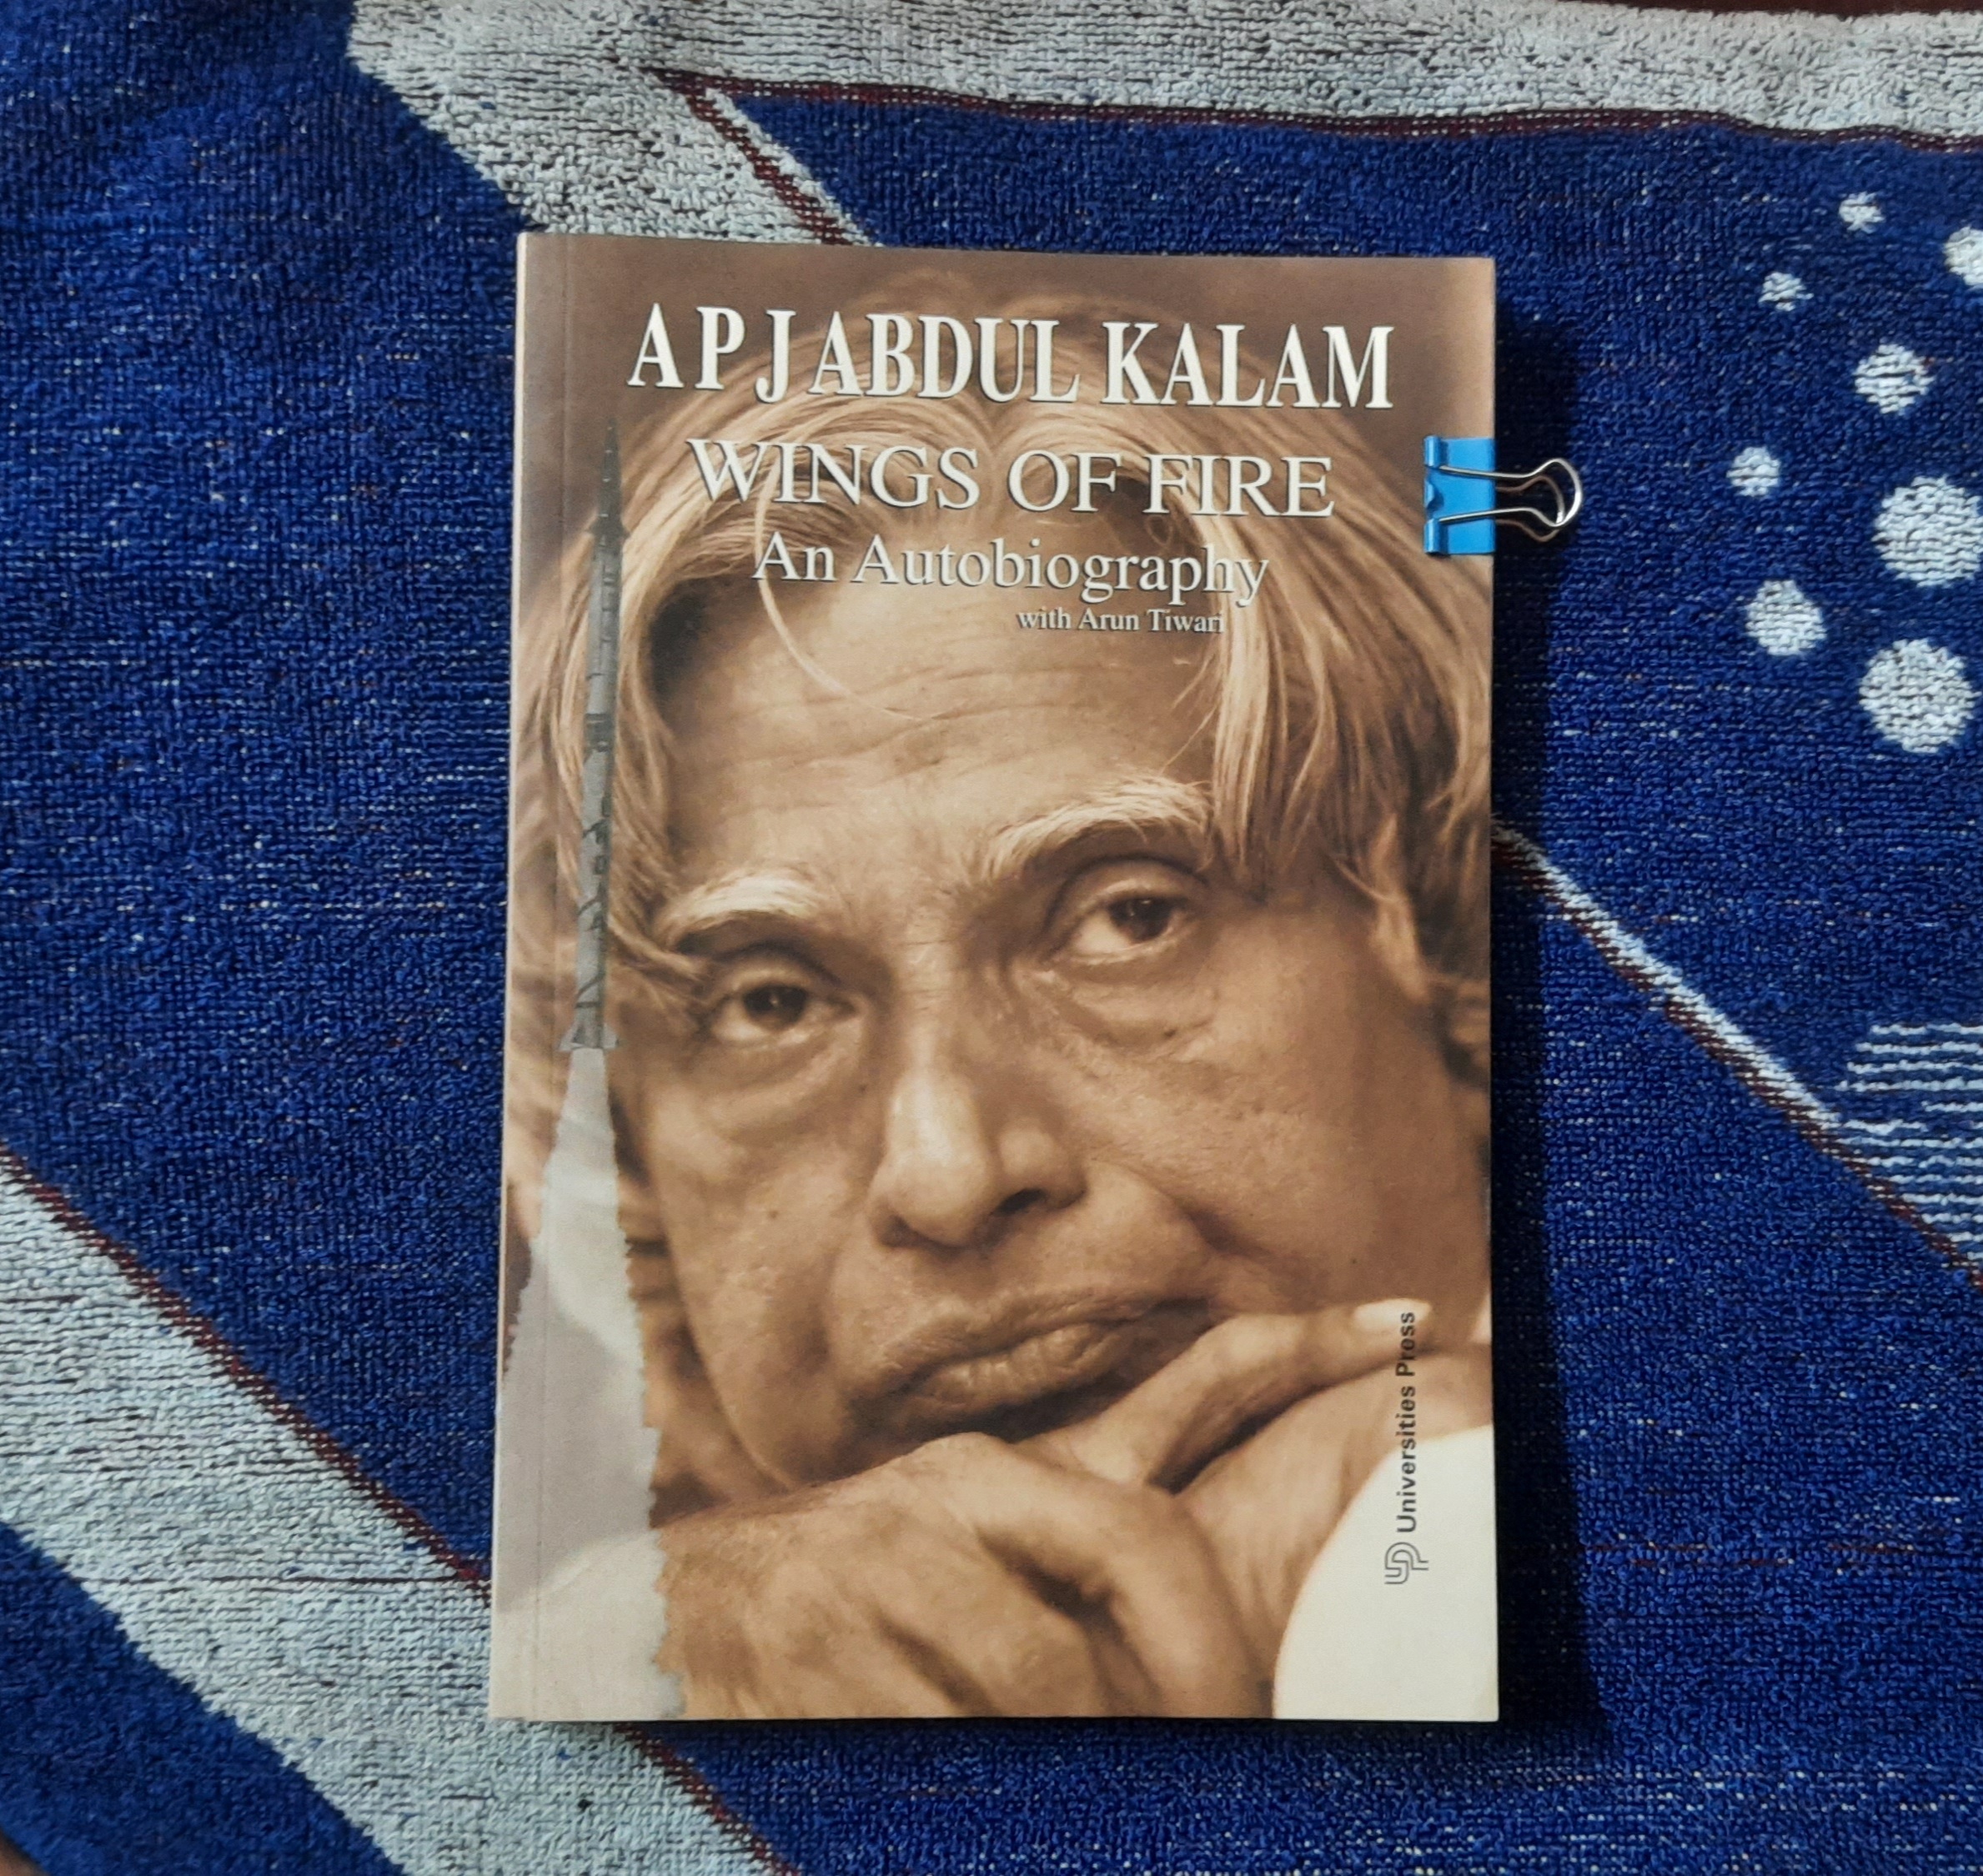 A P J ABDUL KALAM
WINGS OF FIRE
An Autobiography
with Arun Tiwari
Universities Press